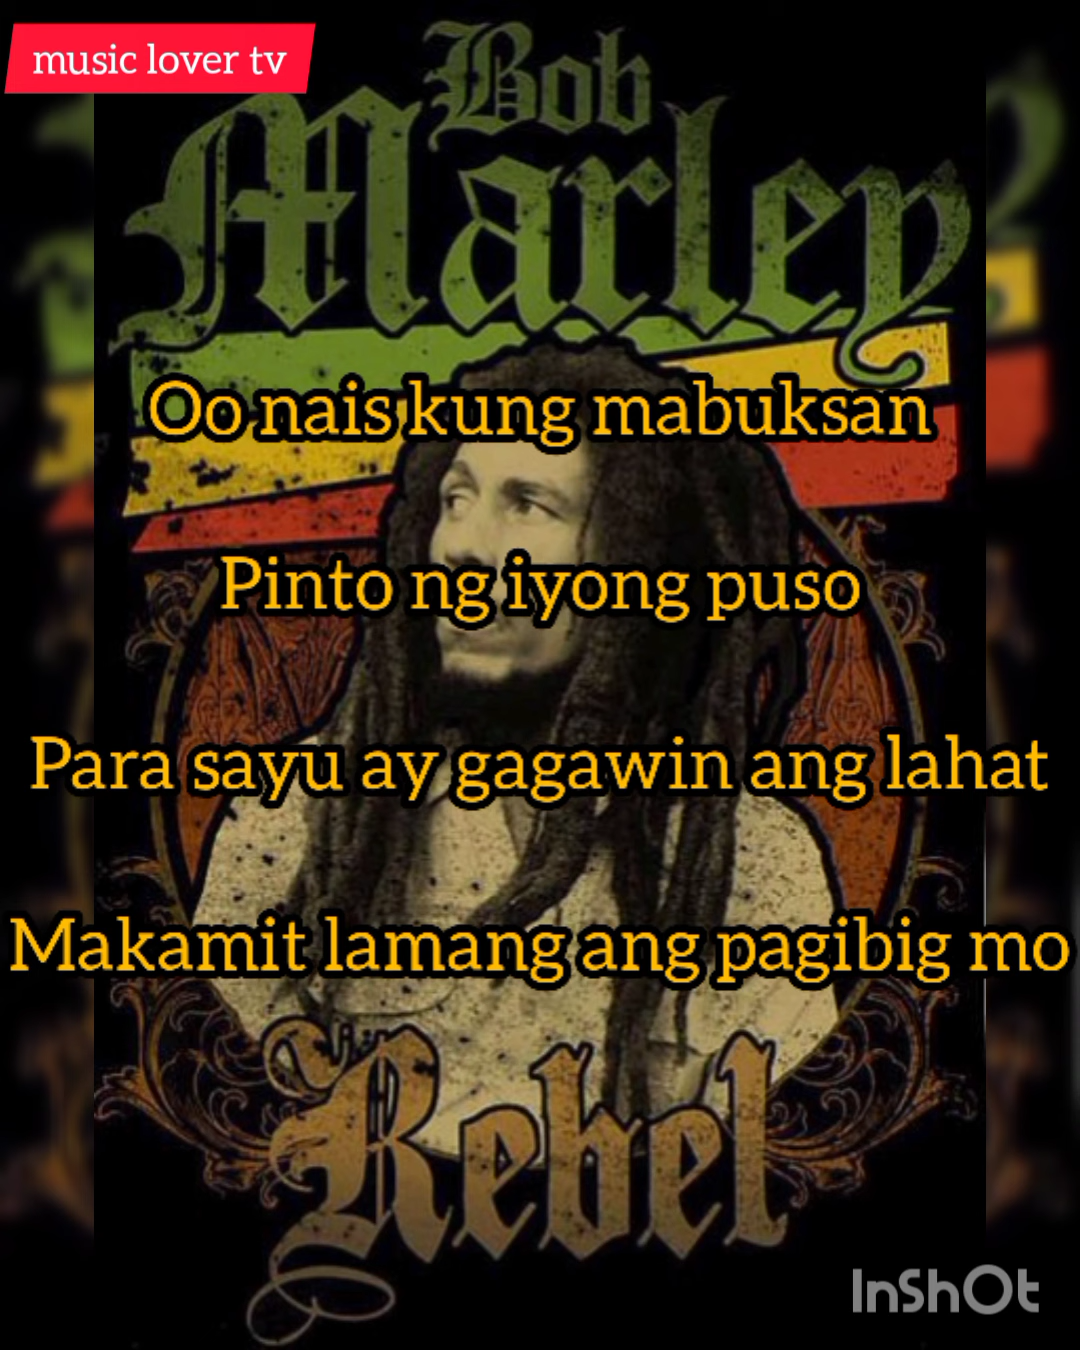 music lover tv
Bob
Marley
Oo nais kung mabuksan
Pinto ng iyong puso
Para sayu ay gagawin ang lahat
Makamit lamang ang pagibig mo
Rebel
InShOt